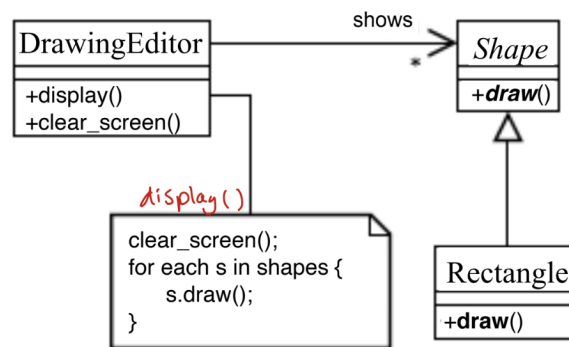 DrawingEditor
+display()
+clear_screen()
shows
*
Shape
+draw()
display()
clear_screen();
for each s in shapes {
s.draw();
}
Rectangle
+draw()